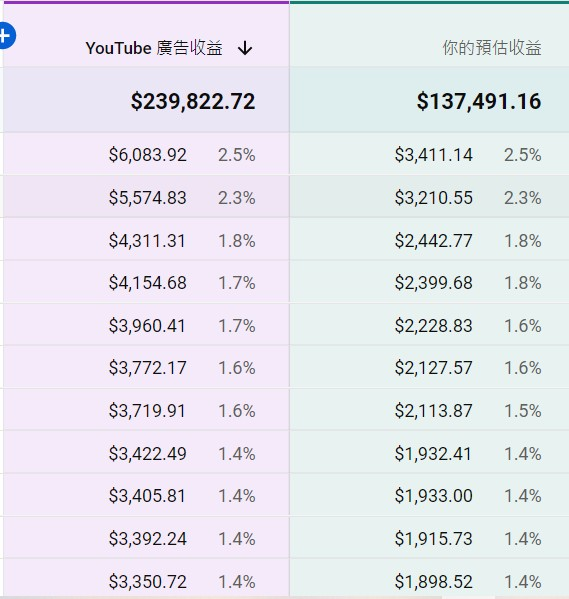 YouTube 廣告收益 ↓ 你的預估收益
$239,822.72 $137,491.16
$6,083.92 2.5% $3,411.14 2.5%
$5,574.83 2.3% $3,210.55 2.3%
$4,311.31 1.8% $2,442.77 1.8%
$4,154.68 1.7% $2,399.68 1.8%
$3,960.41 1.7% $2,228.83 1.6%
$3,772.17 1.6% $2,127.57 1.6%
$3,719.91 1.6% $2,113.87 1.5%
$3,422.49 1.4% $1,932.41 1.4%
$3,405.81 1.4% $1,933.00 1.4%
$3,392.24 1.4% $1,915.73 1.4%
$3,350.72 1.4% $1,898.52 1.4%